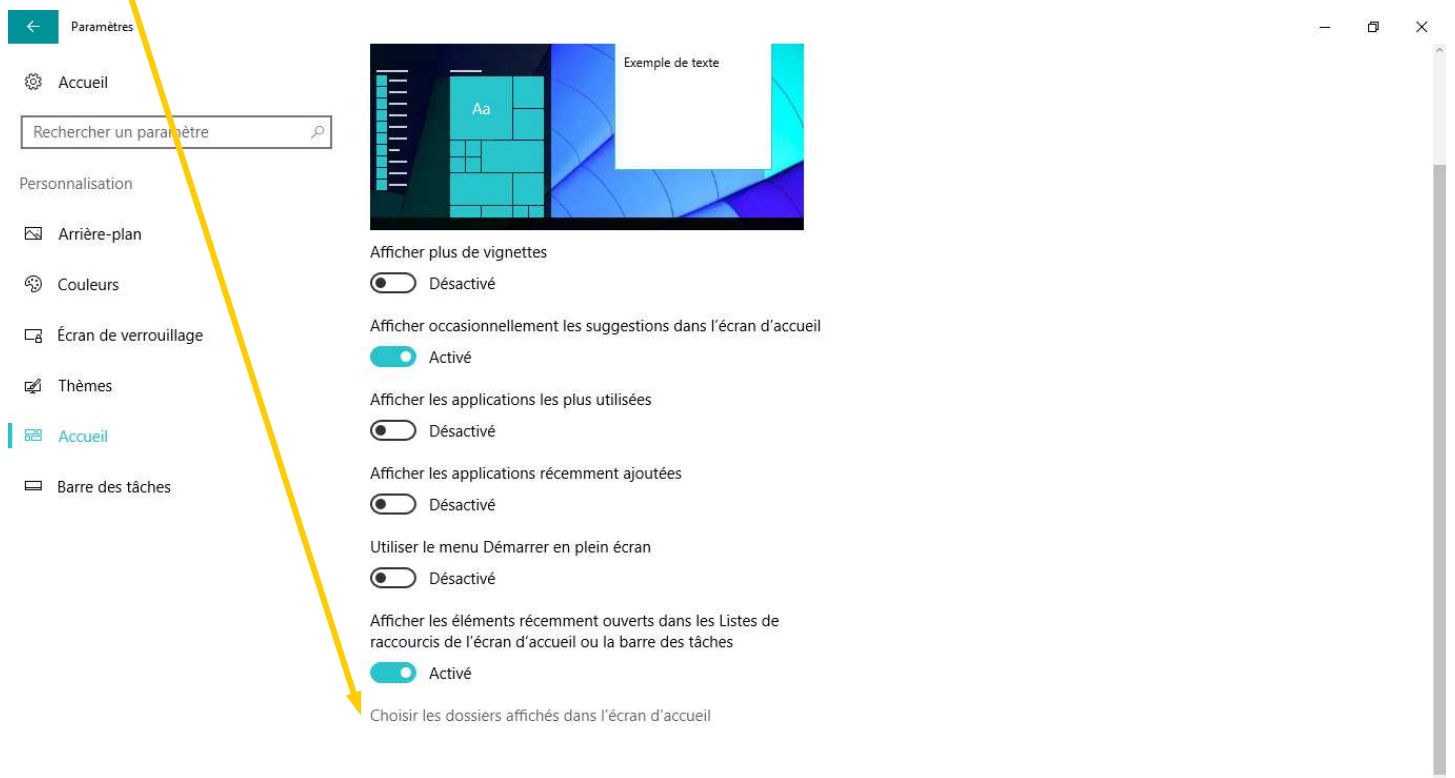 Paramètres
Accueil
Rechercher un paramètre
Personnalisation
Arrière-plan
Couleurs
Écran de verrouillage
Thèmes
Accueil
Barre des tâches
Exemple de texte
Aa
Afficher plus de vignettes
Désactivé
Afficher occasionnellement les suggestions dans l’écran d’accueil
Activé
Afficher les applications les plus utilisées
Désactivé
Afficher les applications récemment ajoutées
Désactivé
Utiliser le menu Démarrer en plein écran
Désactivé
Afficher les éléments récemment ouverts dans les Listes de
raccourcis de l’écran d’accueil ou la barre des tâches
Activé
Choisir les dossiers affichés dans l’écran d’accueil